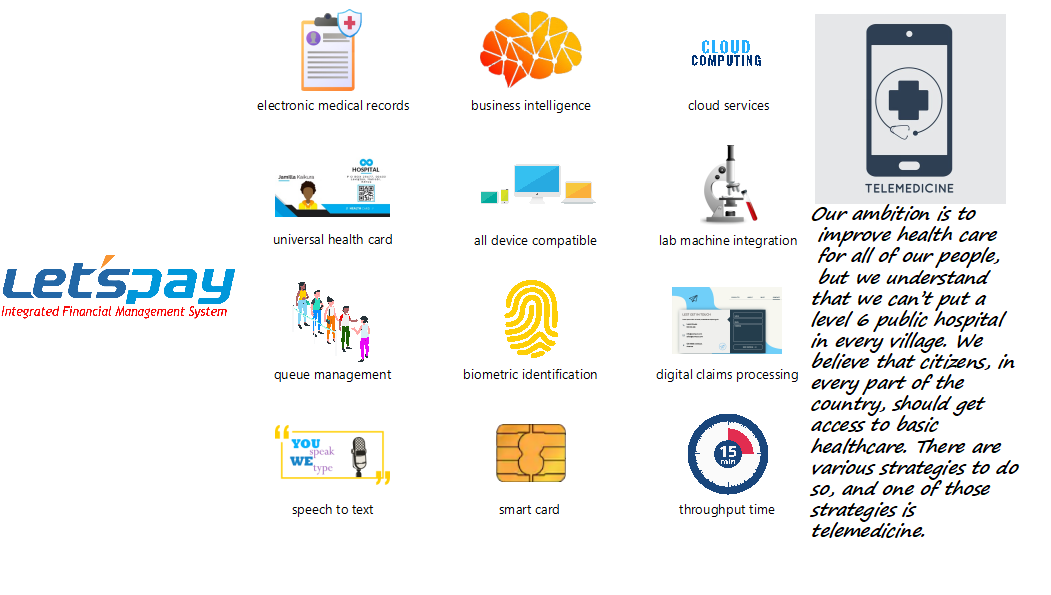 Let'spay
Integrated Financial Management System
electronic medical records
business intelligence
CLOUD
COMPUTING
cloud services
Jamilla Kaikura
HOSPITAL
universal health card
all device compatible
lab machine integration
queue management
biometric identification
digital claims processing
YOU
speak
WE
type
speech to text
smart card
15
min
throughput time
TELEMEDICINE
Our ambition is to
improve health care
for all of our people,
but we understand
that we can't put a
level 6 public hospital
in every village. We
believe that citizens, in
every part of the
country, should get
access to basic
healthcare. There are
various strategies to do
so, and one of those
strategies is
telemedicine.